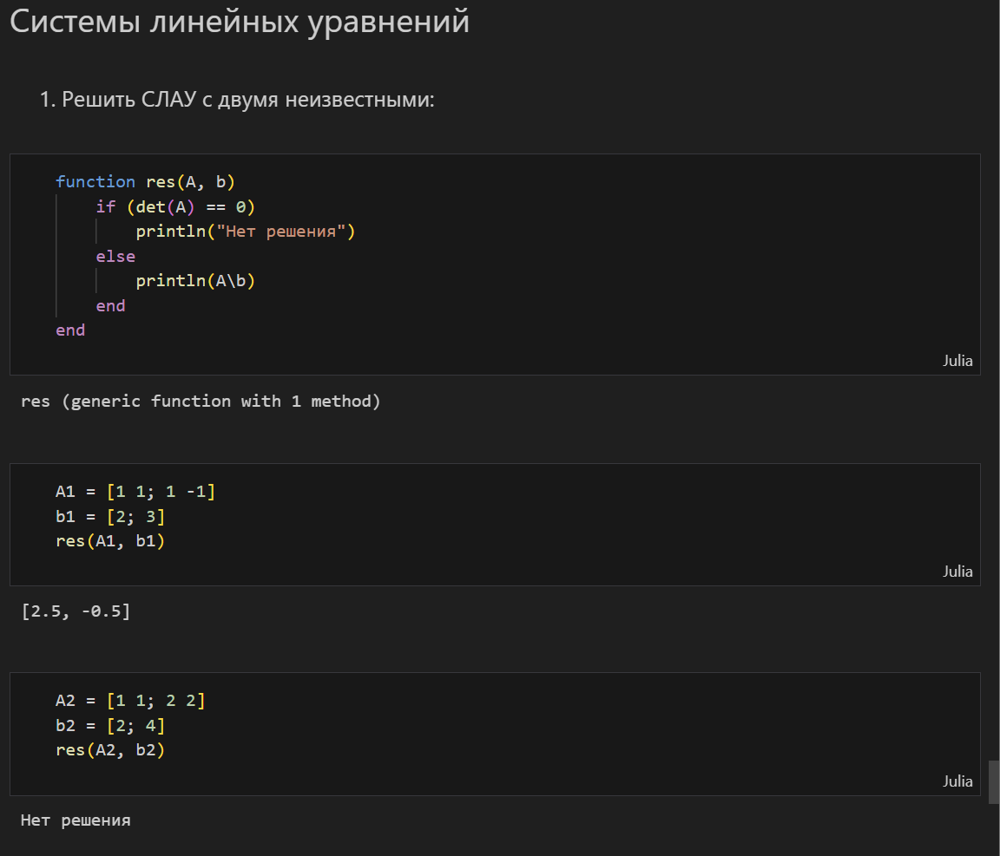 Системы линейных уравнений
1. Решить СЛАУ с двумя неизвестными:
function res(A, b)
    if (det(A) == 0)
        println("Нет решения")
    else
        println(A\b)
    end
end
Julia
res (generic function with 1 method)
A1 = [1 1; 1 -1]
b1 = [2; 3]
res(A1, b1)
Julia
[2.5, -0.5]
A2 = [1 1; 2 2]
b2 = [2; 4]
res(A2, b2)
Julia
Нет решения